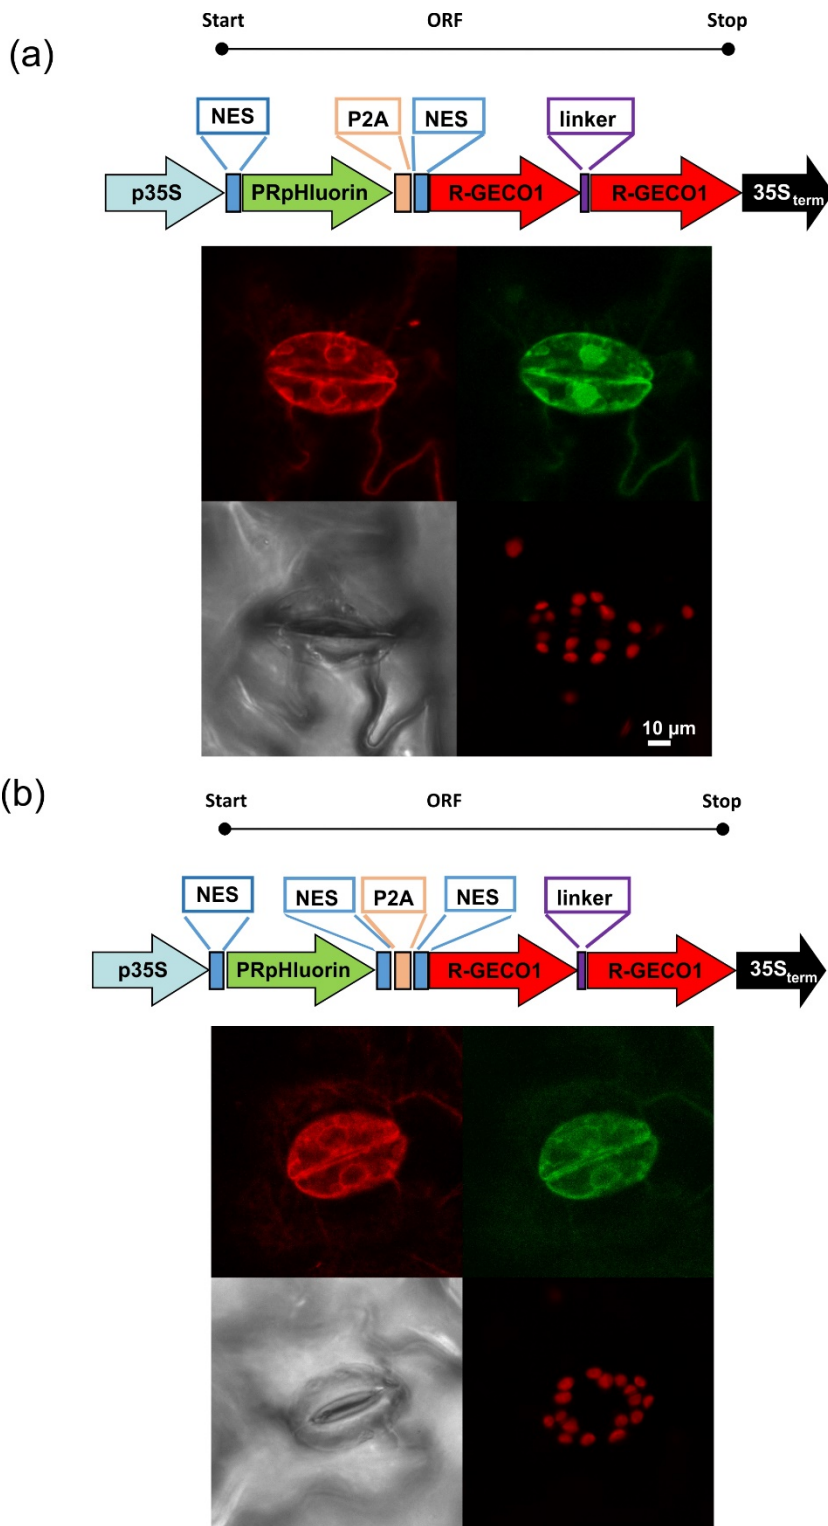 (a)
Start ORF Stop
NES P2A NES linker
p35S PRpHluorin R-GECO1 R-GECO1 35Sterm
10 µm
(b)
Start ORF Stop
NES NES P2A NES linker
p35S PRpHluorin R-GECO1 R-GECO1 35Sterm